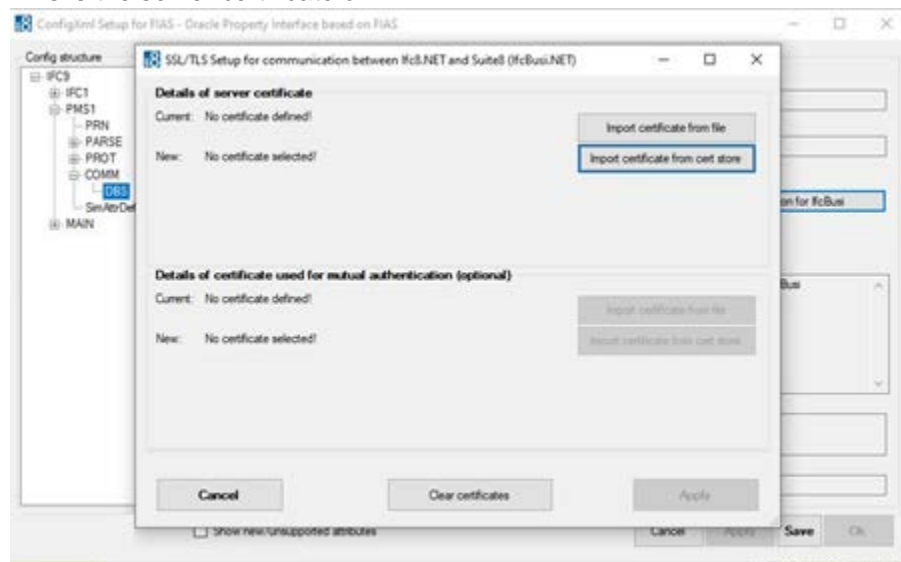 ConfigXml Setup for FIAS - Oracle Property Interface based on FIAS
Config structure
IFC9
IFC1
PMS1
PRN
PARSE
PROT
COMM
DBS
SimAttrDef
MAIN
SSL/TLS Setup for communication between Ifc8.NET and Suite8 (IfcBusi.NET)
Details of server certificate
Current: No certificate defined!
Import certificate from file
New: No certificate selected!
Import certificate from cert store
on for IfcBusi
Details of certificate used for mutual authentication (optional)
Current: No certificate defined!
Import certificate from file
New: No certificate selected!
Import certificate from cert store
Busi
Cancel
Clear certificates
Apply
Show new/Unsupported attributes
Cancel
Apply
Save
Ok